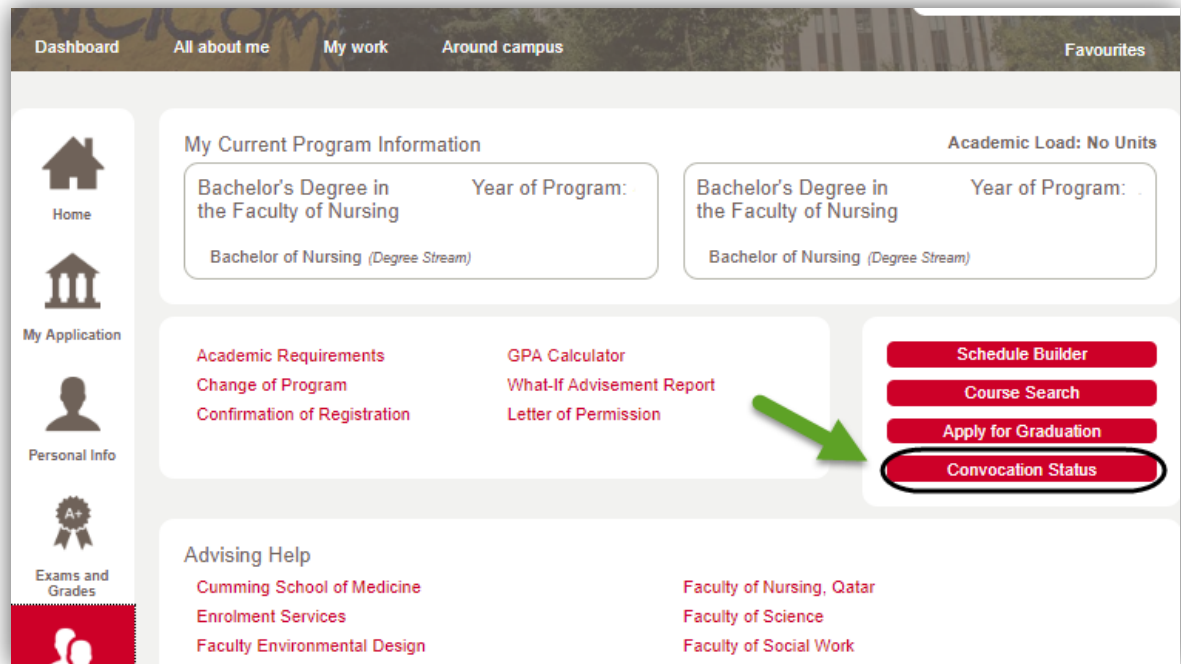 Dashboard All about me My work Around campus Favourites
Home
My Application
Personal Info
A+
Exams and
Grades
My Current Program Information Academic Load: No Units
Bachelor's Degree in Year of Program:
the Faculty of Nursing
Bachelor of Nursing (Degree Stream)
Bachelor's Degree in Year of Program:
the Faculty of Nursing
Bachelor of Nursing (Degree Stream)
Academic Requirements GPA Calculator
Change of Program What-If Advisement Report
Confirmation of Registration Letter of Permission
Schedule Builder
Course Search
Apply for Graduation
Convocation Status
Advising Help
Cumming School of Medicine Faculty of Nursing, Qatar
Enrolment Services Faculty of Science
Faculty Environmental Design Faculty of Social Work